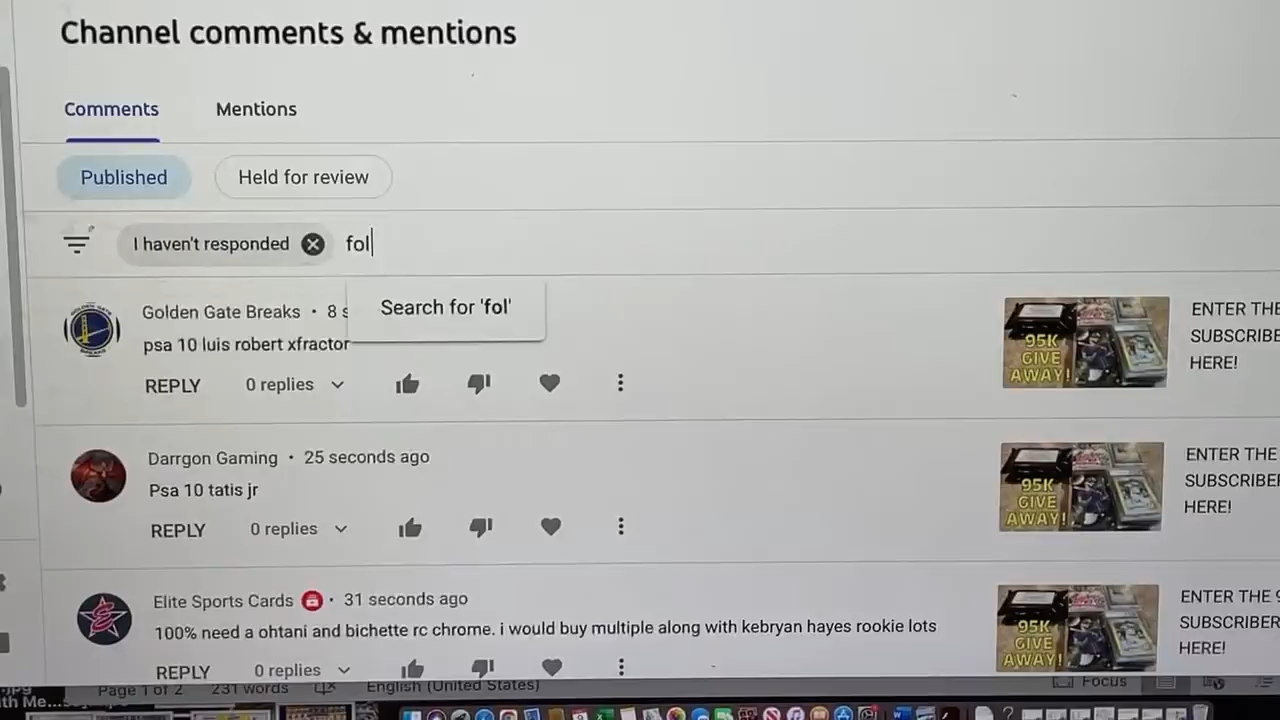 Channel comments & mentions
Comments
Mentions
Published
Held for review
I haven't responded
fol
Search for 'fol'
Golden Gate Breaks · 8 s
psa 10 luis robert xfractor
REPLY
0 replies
95K
GIVE
AWAY!
ENTER THE
SUBSCRIBE
HERE!
Darrgon Gaming · 25 seconds ago
Psa 10 tatis jr
REPLY
0 replies
95K
GIVE
AWAY!
ENTER THE
SUBSCRIBER
HERE!
Elite Sports Cards · 31 seconds ago
100% need a ohtani and bichette rc chrome. i would buy multiple along with kebryan hayes rookie lots
REPLY
0 replies
95K
GIVE
AWAY!
ENTER THE 9
SUBSCRIBER
HERE!
Page 1 of 2
231 words
English (United States)
Focus